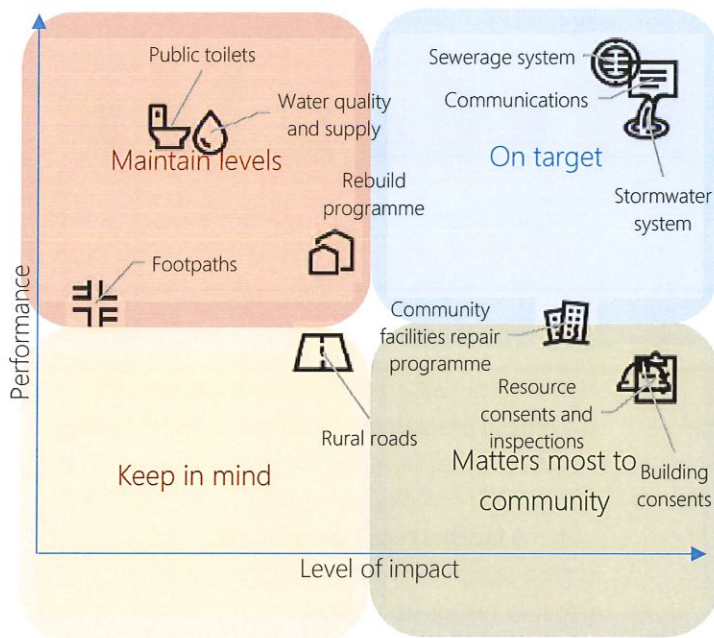 Performance
Public toilets
Water quality
and supply
Maintain levels
Rebuild
programme
Footpaths
Sewerage system
Communications
On target
Stormwater
system
Rural roads
Keep in mind
Community
facilities repair
programme
Resource
consents and
inspections
Building
consents
Matters most to
community
Level of impact